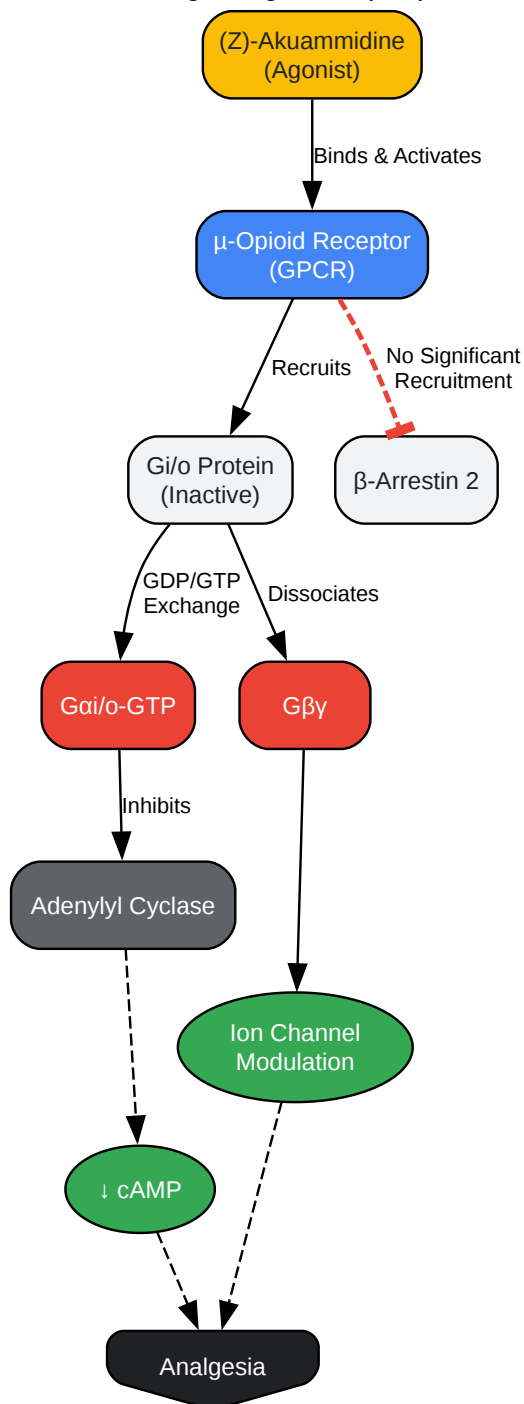 (Z)-Akuammidine
(Agonist)
Binds & Activates
µ-Opioid Receptor
(GPCR)
Recruits
No Significant
Recruitment
Gi/o Protein
(Inactive)
β-Arrestin 2
GDP/GTP
Exchange
Dissociates
Gαi/o-GTP
Gβγ
Inhibits
Adenylyl Cyclase
Ion Channel
Modulation
↓ cAMP
Analgesia